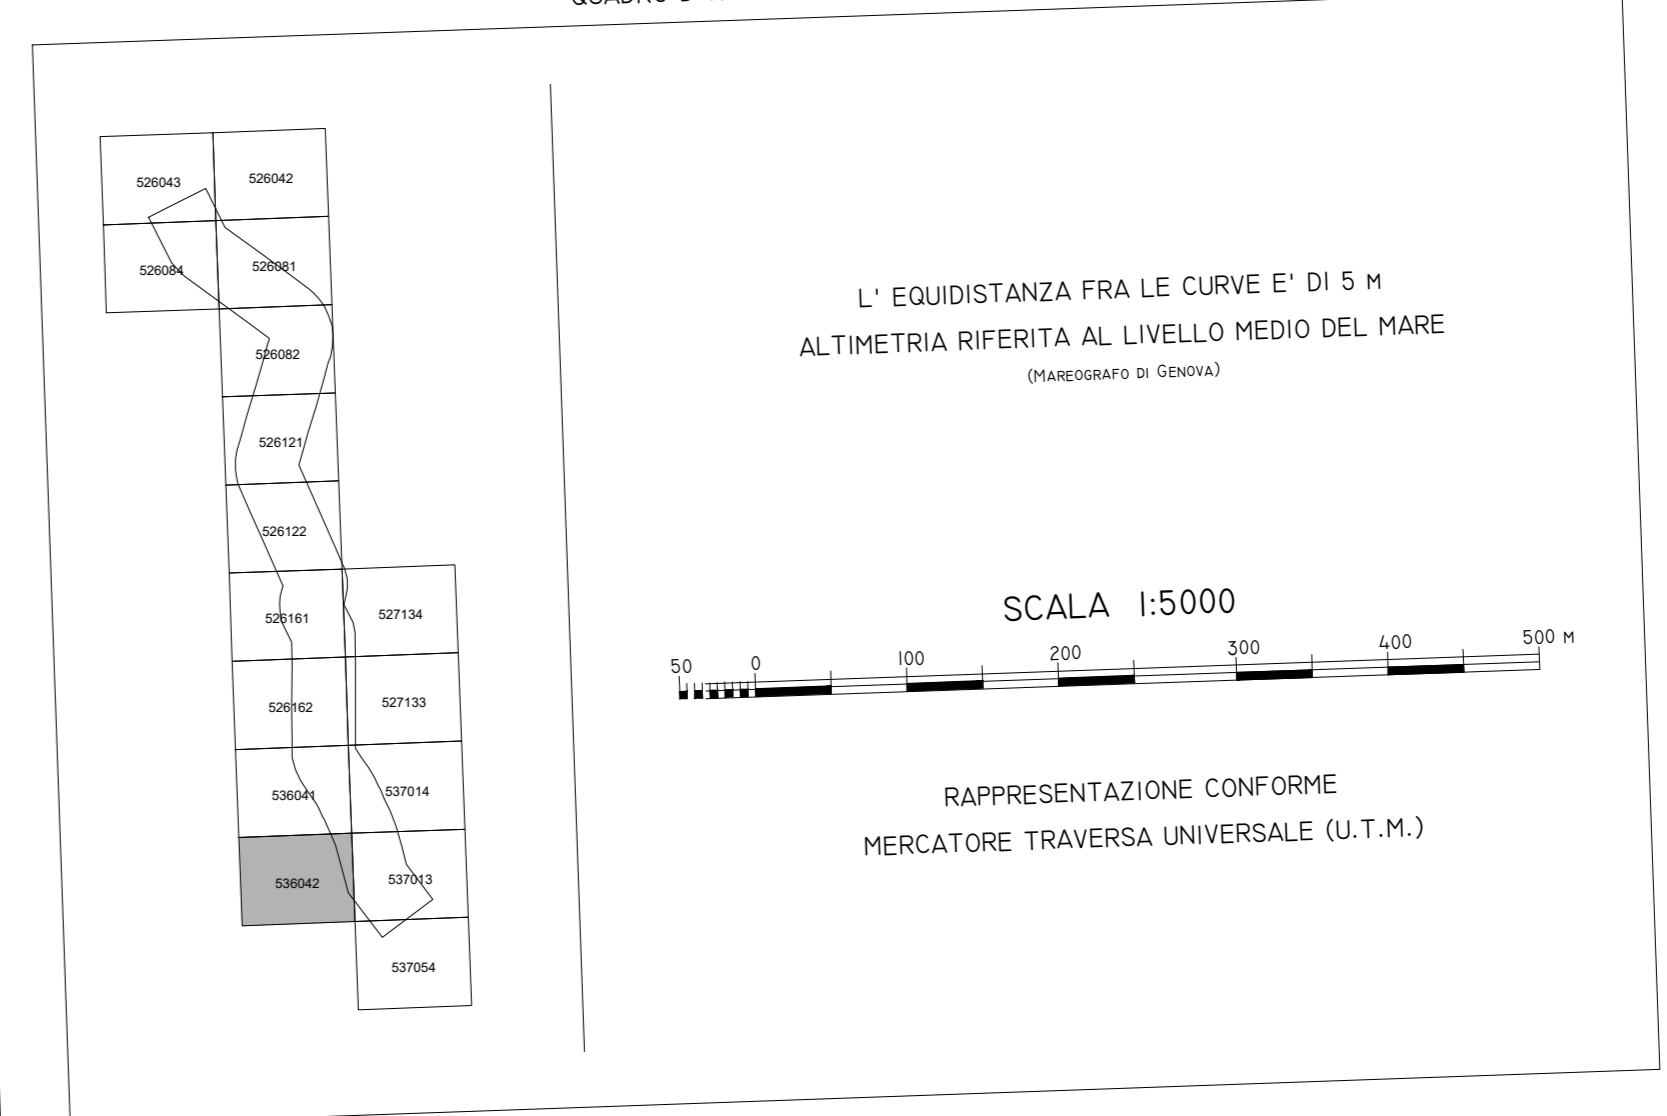 526043 526042
526084 526081
526082
526121
526122
526161 527134
526162 527133
536041 537014
536042 537013
537054
L' EQUIDISTANZA FRA LE CURVE E' DI 5 M
ALTIMETRIA RIFERITA AL LIVELLO MEDIO DEL MARE
(MAREOGRAFO DI GENOVA)
SCALA 1:5000
50 0 100 200 300 400 500 M
RAPPRESENTAZIONE CONFORME
MERCATORE TRAVERSA UNIVERSALE (U.T.M.)